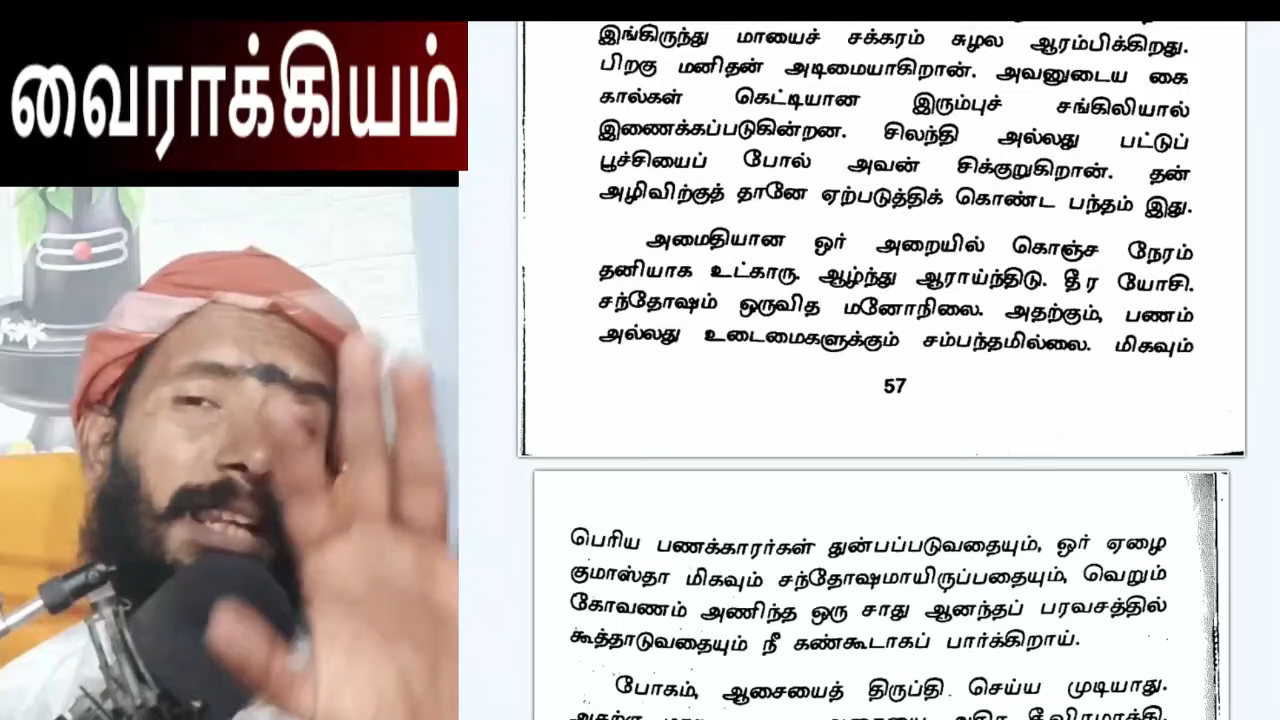 வைராக்கியம்
இங்கிருந்து மாயைச் சக்கரம் சுழல ஆரம்பிக்கிறது.
பிறகு மனிதன் அடிமையாகிறான். அவனுடைய கை
கால்கள் கெட்டியான இரும்புச் சங்கிலியால்
இணைக்கப்படுகின்றன. சிலந்தி அல்லது பட்டுப்
பூச்சியைப் போல் அவன் சிக்குறுகிறான். தன்
அழிவிற்குத் தானே ஏற்படுத்திக் கொண்ட பந்தம் இது.
அமைதியான ஒர் அறையில் கொஞ்ச நேரம்
தனியாக உட்காரு. ஆழ்ந்து ஆராய்ந்திடு. தீர யோசி.
சந்தோஷம் ஒருவித மனோநிலை. அதற்கும், பணம்
அல்லது உடைமைகளுக்கும் சம்பந்தமில்லை. மிகவும்
57
பெரிய பணக்காரர்கள் துன்பப்படுவதையும், ஒர் ஏழை
குமாஸ்தா மிகவும் சந்தோஷமாயிருப்பதையும், வெறும்
கோவணம் அணிந்த ஒரு சாது ஆனந்தப் பரவசத்தில்
கூத்தாடுவதையும் நீ கண்கூடாகப் பார்க்கிறாய்.
போகம், ஆசையைத் திருப்தி செய்ய முடியாது.